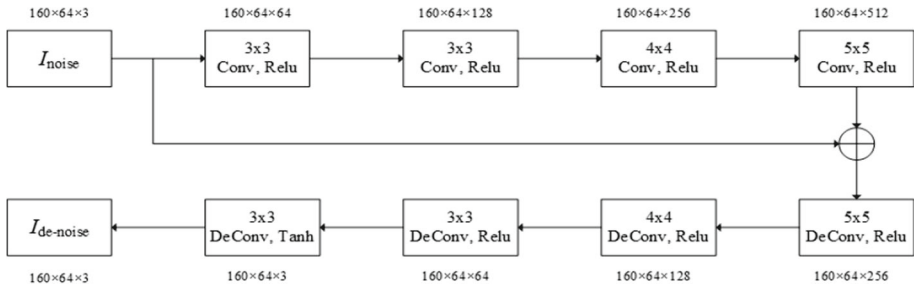 160×64×3
160×64×64
160×64×128
160×64×256
160×64×512
I_noise
3x3
Conv, Relu
3x3
Conv, Relu
4x4
Conv, Relu
5x5
Conv, Relu
I_de-noise
3x3
DeConv, Tanh
3x3
DeConv, Relu
4x4
DeConv, Relu
5x5
DeConv, Relu
160×64×3
160×64×3
160×64×64
160×64×128
160×64×256